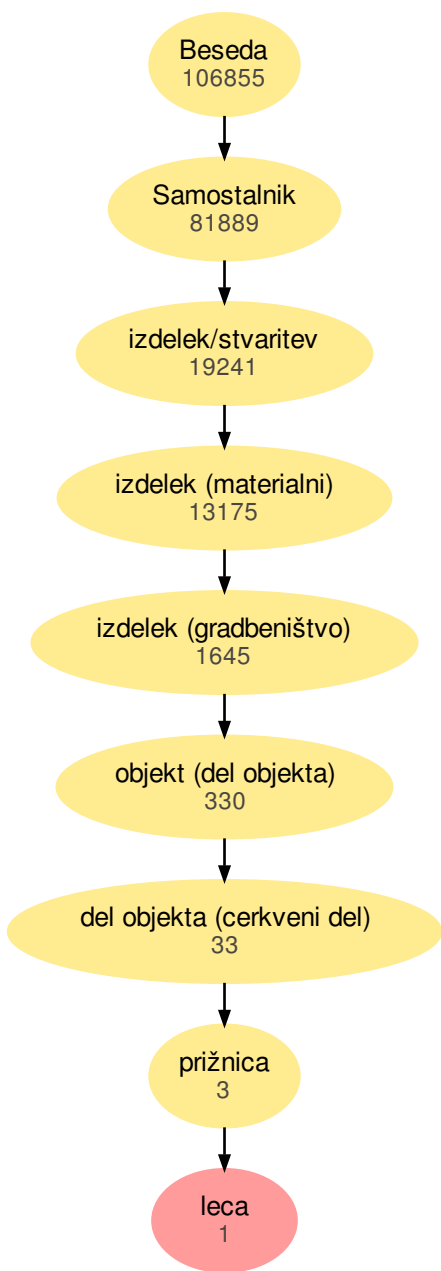 Beseda
106855
Samostalnik
81889
izdelek/stvaritev
19241
izdelek (materialni)
13175
izdelek (gradbeništvo)
1645
objekt (del objekta)
330
del objekta (cerkveni del)
33
prižnica
3
leca
1